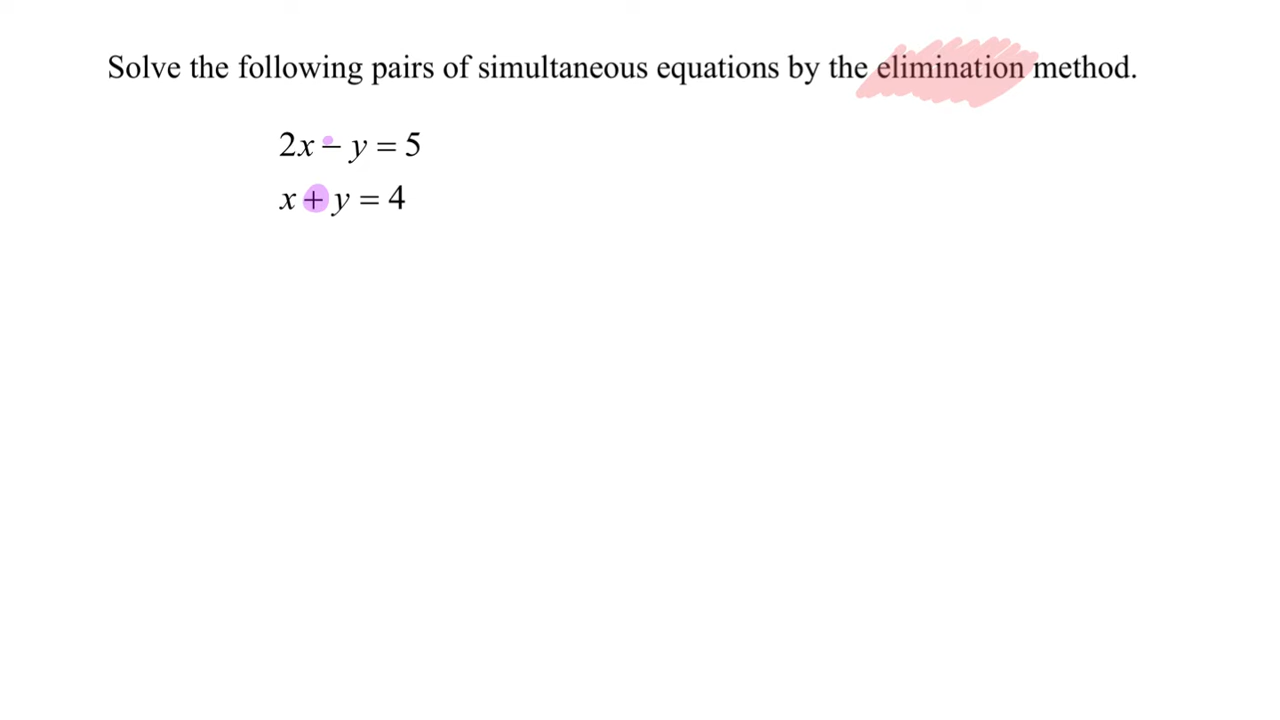 Solve the following pairs of simultaneous equations by the elimination method.
2x − y = 5
x + y = 4